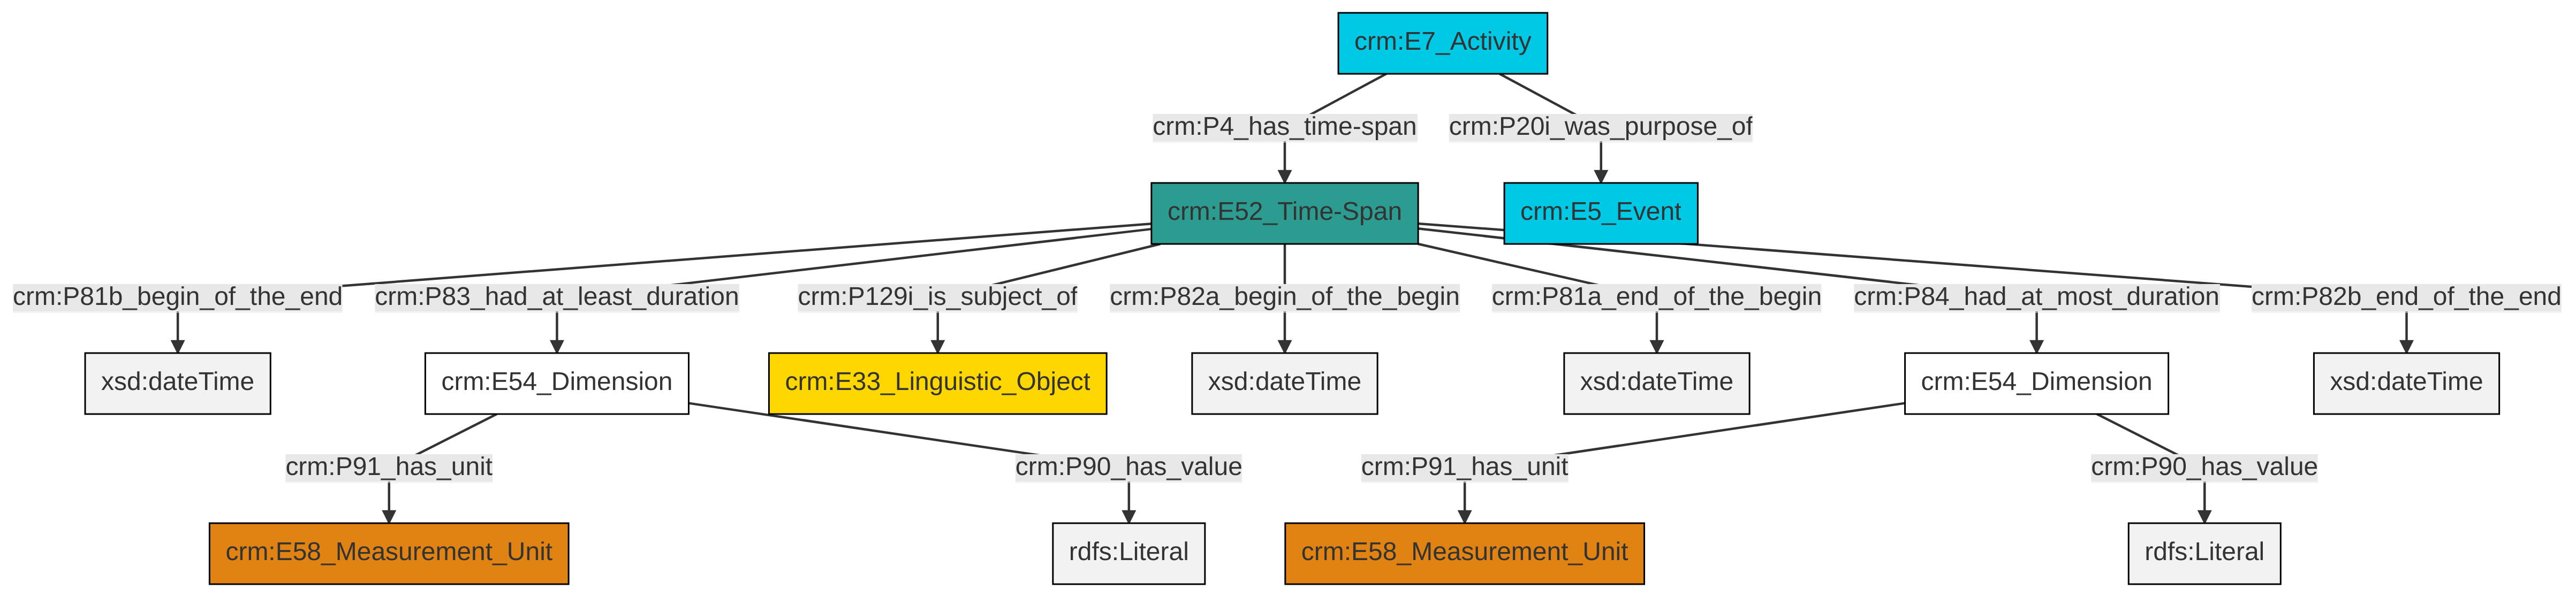 crm:E7_Activity
crm:P4_has_time-span
crm:P20i_was_purpose_of
crm:E52_Time-Span
crm:E5_Event
crm:P81b_begin_of_the_end
crm:P83_had_at_least_duration
crm:P129i_is_subject_of
crm:P82a_begin_of_the_begin
crm:P81a_end_of_the_begin
crm:P84_had_at_most_duration
crm:P82b_end_of_the_end
xsd:dateTime
crm:E54_Dimension
crm:E33_Linguistic_Object
xsd:dateTime
xsd:dateTime
crm:E54_Dimension
xsd:dateTime
crm:P91_has_unit
crm:P90_has_value
crm:P91_has_unit
crm:P90_has_value
crm:E58_Measurement_Unit
rdfs:Literal
crm:E58_Measurement_Unit
rdfs:Literal